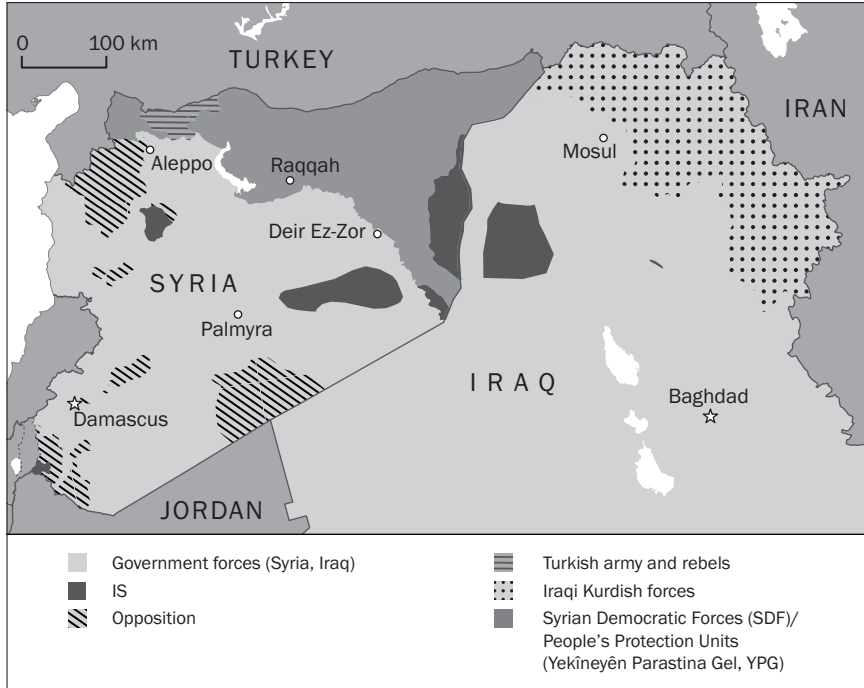 0 100 km
TURKEY
IRAN
Aleppo
Raqqah
Mosul
Deir Ez-Zor
SYRIA
Palmyra
IRAQ
Baghdad
Damascus
JORDAN
Government forces (Syria, Iraq)
IS
Opposition
Turkish army and rebels
Iraqi Kurdish forces
Syrian Democratic Forces (SDF)/
People’s Protection Units
(Yekîneyên Parastina Gel, YPG)